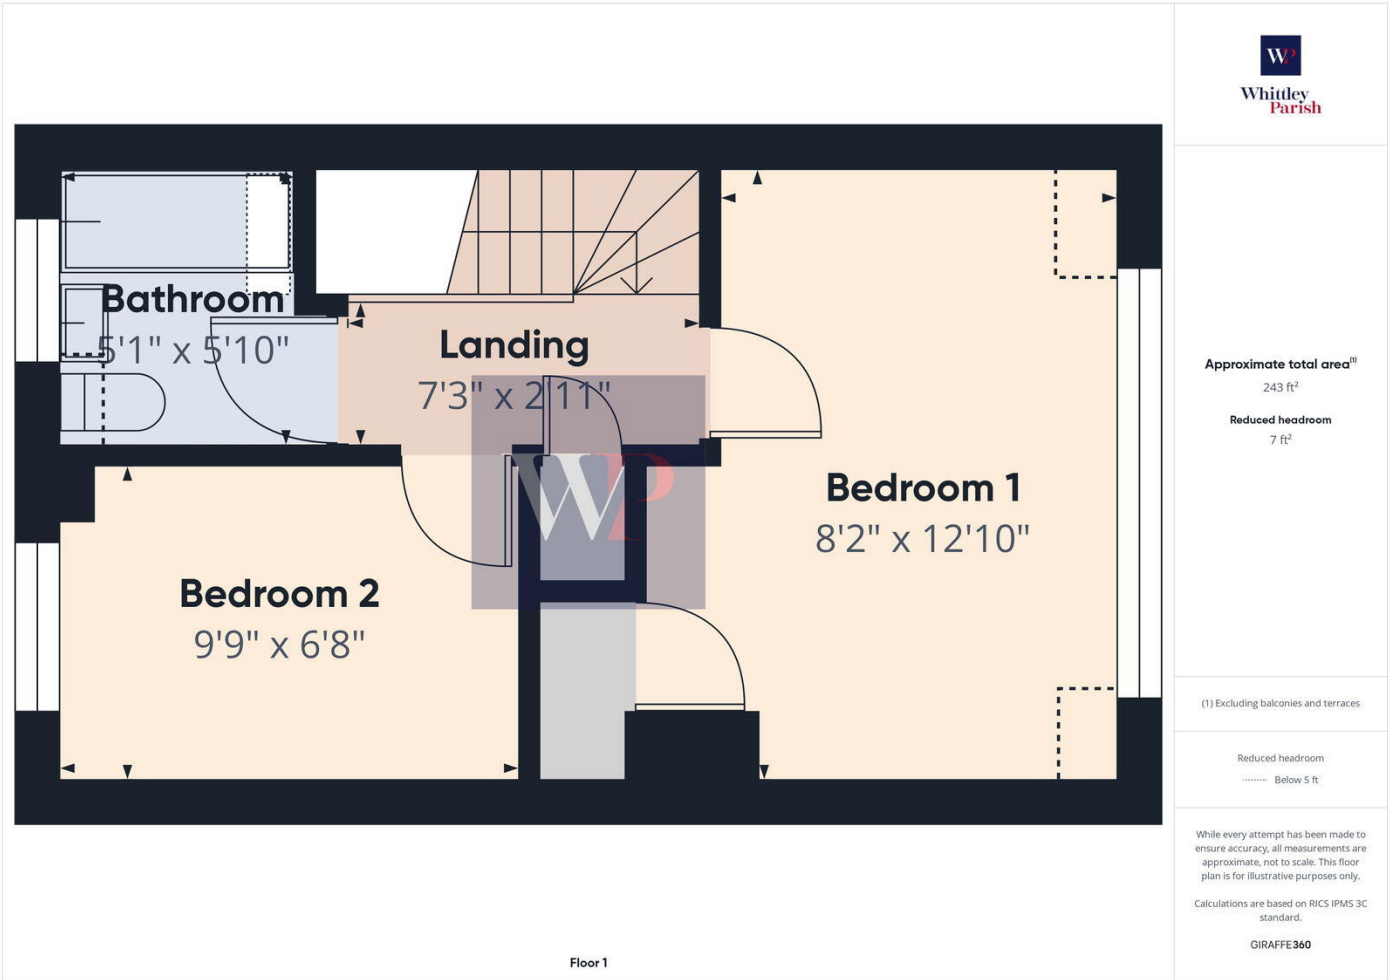 Bathroom
5'1" x 5'10"
Landing
7'3" x 2'11"
Bedroom 1
8'2" x 12'10"
Bedroom 2
9'9" x 6'8"
WP
Floor 1
WP
Whittley
Parish
Approximate total area⁽¹⁾
243 ft²
Reduced headroom
7 ft²
(1) Excluding balconies and terraces
Reduced headroom
Below 5 ft
While every attempt has been made to
ensure accuracy, all measurements are
approximate, not to scale. This floor
plan is for illustrative purposes only.
Calculations are based on RICS IPMS 3C
standard.
GIRAFFE360